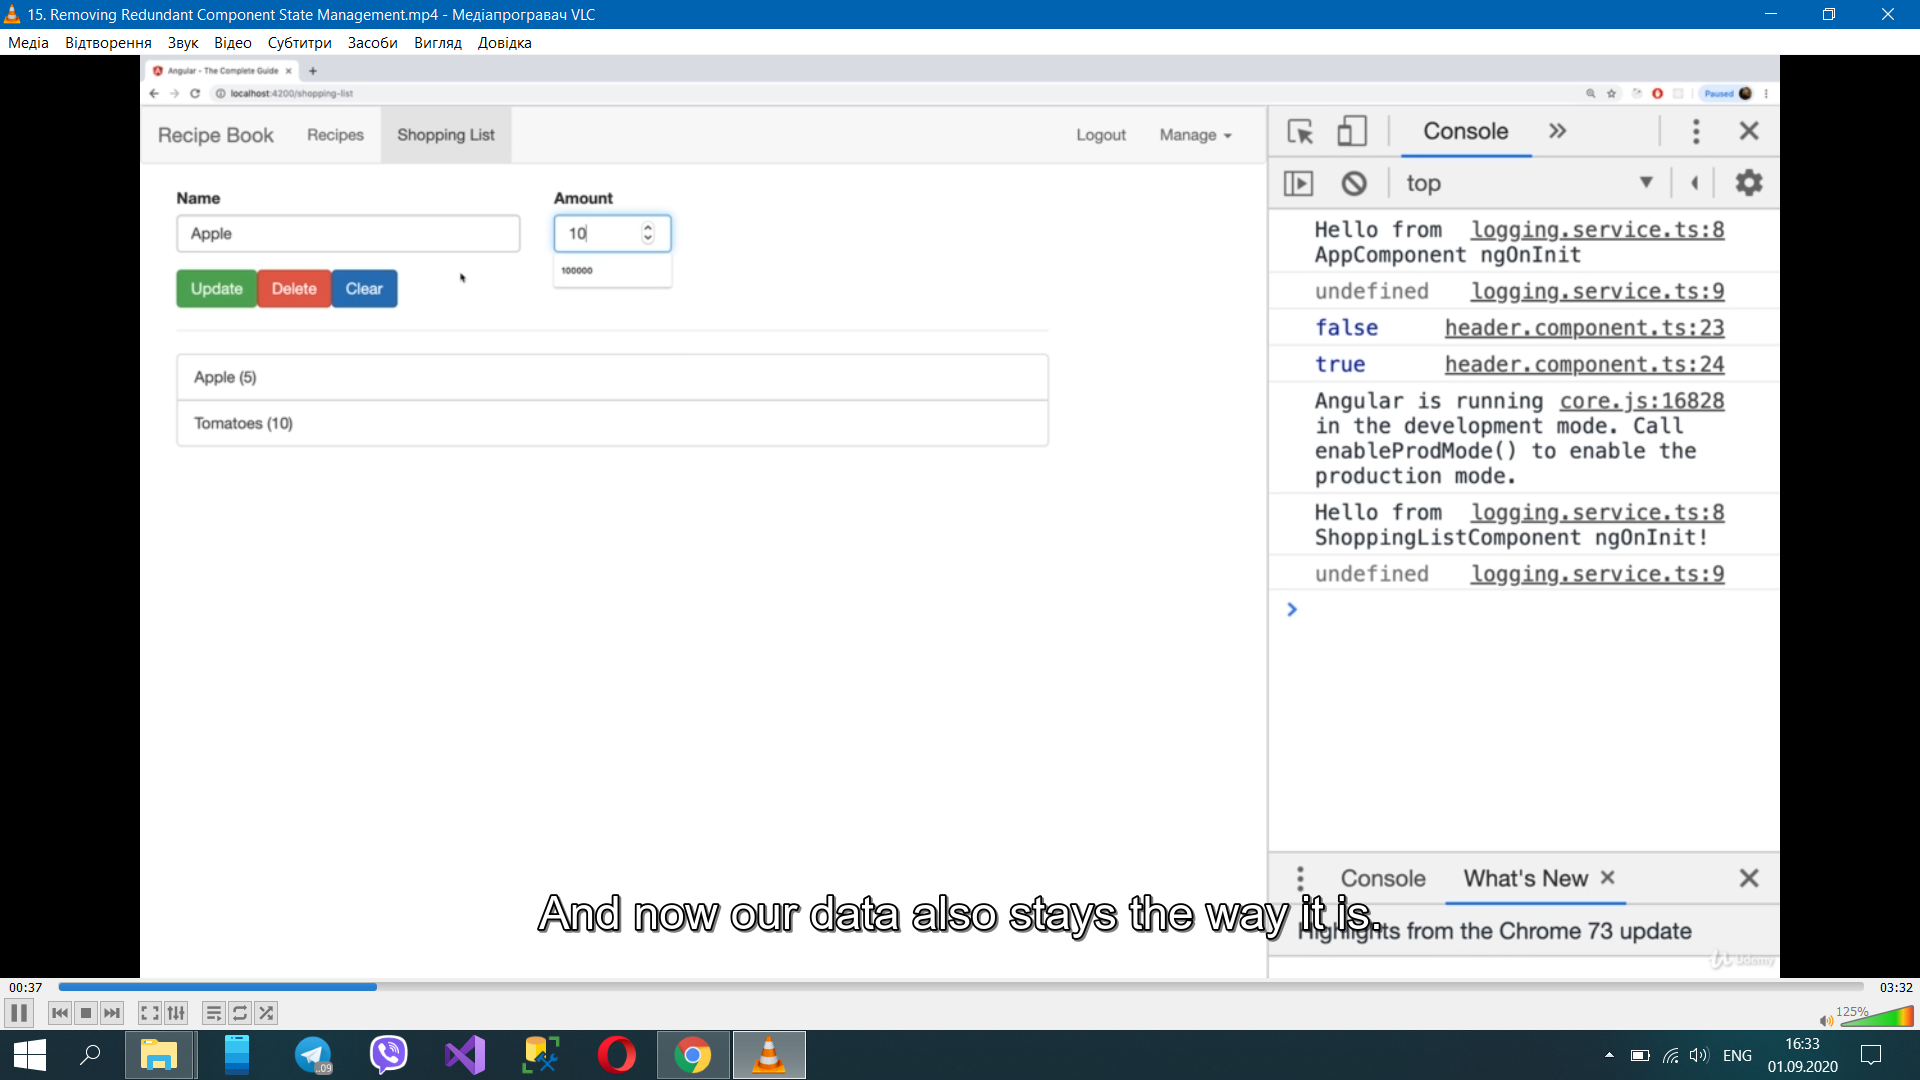 15. Removing Redundant Component State Management.mp4 - Медіапрогравач VLC
Медіа Відтворення Звук Відео Субтитри Засоби Вигляд Довідка
Angular - The Complete Guide
localhost:4200/shopping-list
Paused
Recipe Book Recipes Shopping List Logout Manage
Name Amount
Apple 10
100000
Update Delete Clear
Apple (5)
Tomatoes (10)
Console
top
Hello from logging.service.ts:8
AppComponent ngOnInit
undefined logging.service.ts:9
false header.component.ts:23
true header.component.ts:24
Angular is running core.js:16828
in the development mode. Call
enableProdMode() to enable the
production mode.
Hello from logging.service.ts:8
ShoppingListComponent ngOnInit!
undefined logging.service.ts:9
Console What's New
Highlights from the Chrome 73 update
And now our data also stays the way it is.
Udemy
00:37 03:32
125%
..09
ENG
16:33
01.09.2020